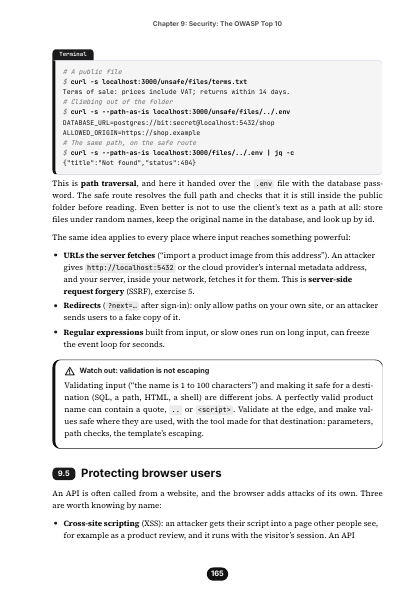 Chapter 9: Security: The OWASP Top 10
Terminal
# A public file
$ curl -s localhost:3000/unsafe/files/terms.txt
Terms of sale: prices include VAT; returns within 14 days.
# Climbing out of the folder
$ curl -s --path-as-is localhost:3000/unsafe/files/../.env
DATABASE_URL=postgres://bit:secret@localhost:5432/shop
ALLOWED_ORIGIN=https://shop.example
# The same path, on the safe route
$ curl -s --path-as-is localhost:3000/files/../.env | jq -c
{"title":"Not found","status":404}
This is path traversal, and here it handed over the .env file with the database pass-
word. The safe route resolves the full path and checks that it is still inside the public
folder before reading. Even better is not to use the client's text as a path at all: store
files under random names, keep the original name in the database, and look up by id.
The same idea applies to every place where input reaches something powerful:
• URLs the server fetches (“import a product image from this address”). An attacker
gives http://localhost:5432 or the cloud provider's internal metadata address,
and your server, inside your network, fetches it for them. This is server-side
request forgery (SSRF), exercise 5.
• Redirects (?next=… after sign-in): only allow paths on your own site, or an attacker
sends users to a fake copy of it.
• Regular expressions built from input, or slow ones run on long input, can freeze
the event loop for seconds.
Watch out: validation is not escaping
Validating input (“the name is 1 to 100 characters”) and making it safe for a desti-
nation (SQL, a path, HTML, a shell) are different jobs. A perfectly valid product
name can contain a quote, .. or <script>. Validate at the edge, and make val-
ues safe where they are used, with the tool made for that destination: parameters,
path checks, the template's escaping.
9.5 Protecting browser users
An API is often called from a website, and the browser adds attacks of its own. Three
are worth knowing by name:
• Cross-site scripting (XSS): an attacker gets their script into a page other people see,
for example as a product review, and it runs with the visitor's session. An API
165